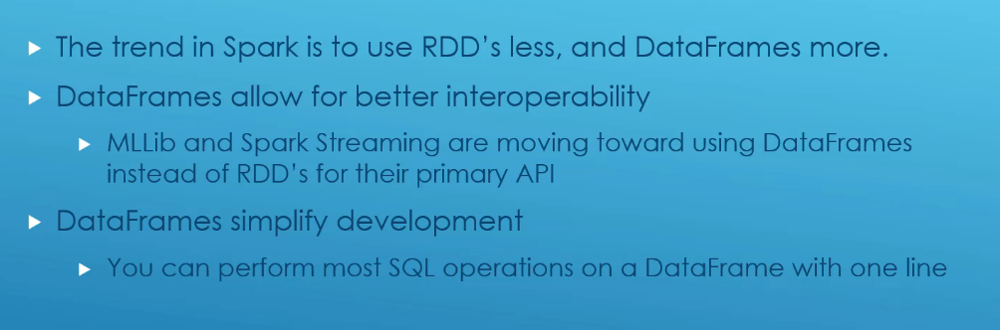 The trend in Spark is to use RDD's less, and DataFrames more.
DataFrames allow for better interoperability
MLLib and Spark Streaming are moving toward using DataFrames
instead of RDD's for their primary API
DataFrames simplify development
You can perform most SQL operations on a DataFrame with one line